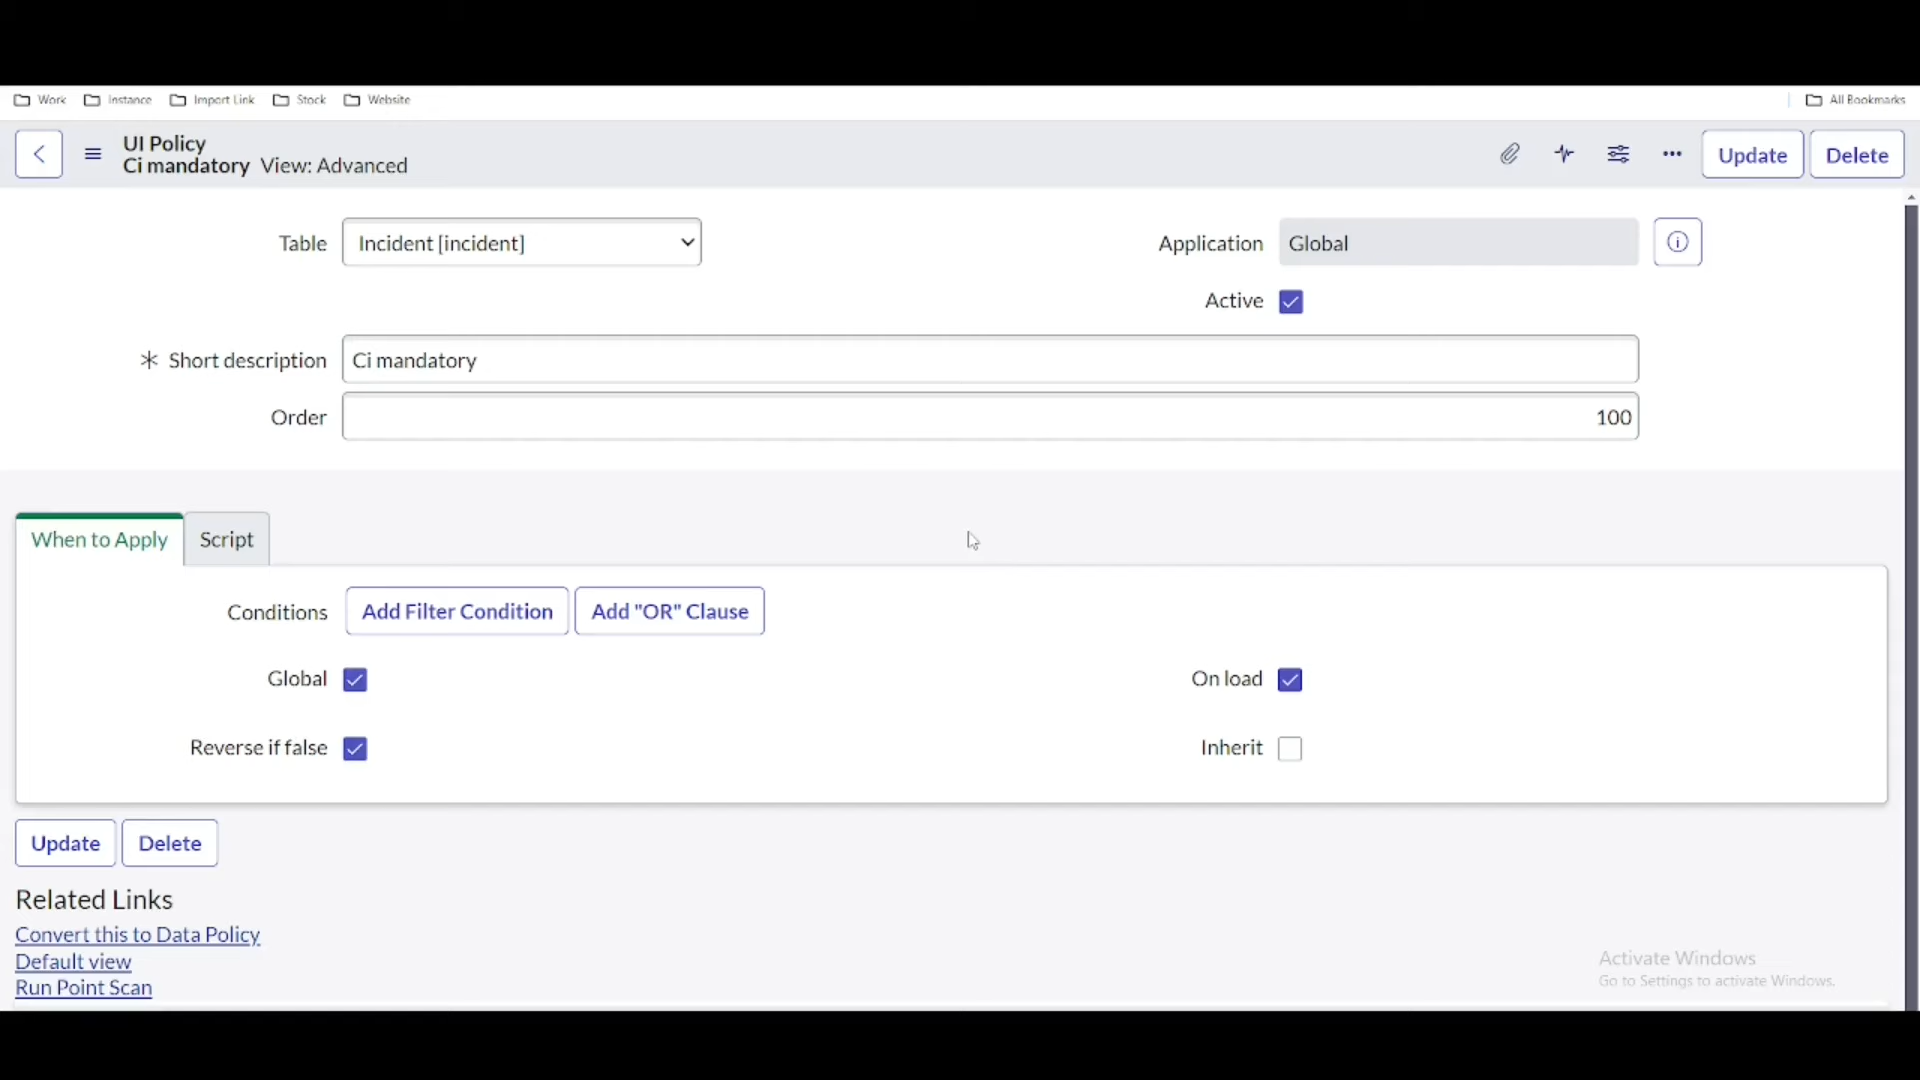 Work Instance Import Link Stock Website All Bookmarks
UI Policy
Ci mandatory View: Advanced
Update Delete
Table Incident [incident] Application Global
Active
* Short description Ci mandatory
Order 100
When to Apply Script
Conditions Add Filter Condition Add "OR" Clause
Global On load
Reverse if false Inherit
Update Delete
Related Links
Convert this to Data Policy
Default view
Run Point Scan
Activate Windows
Go to Settings to activate Windows.